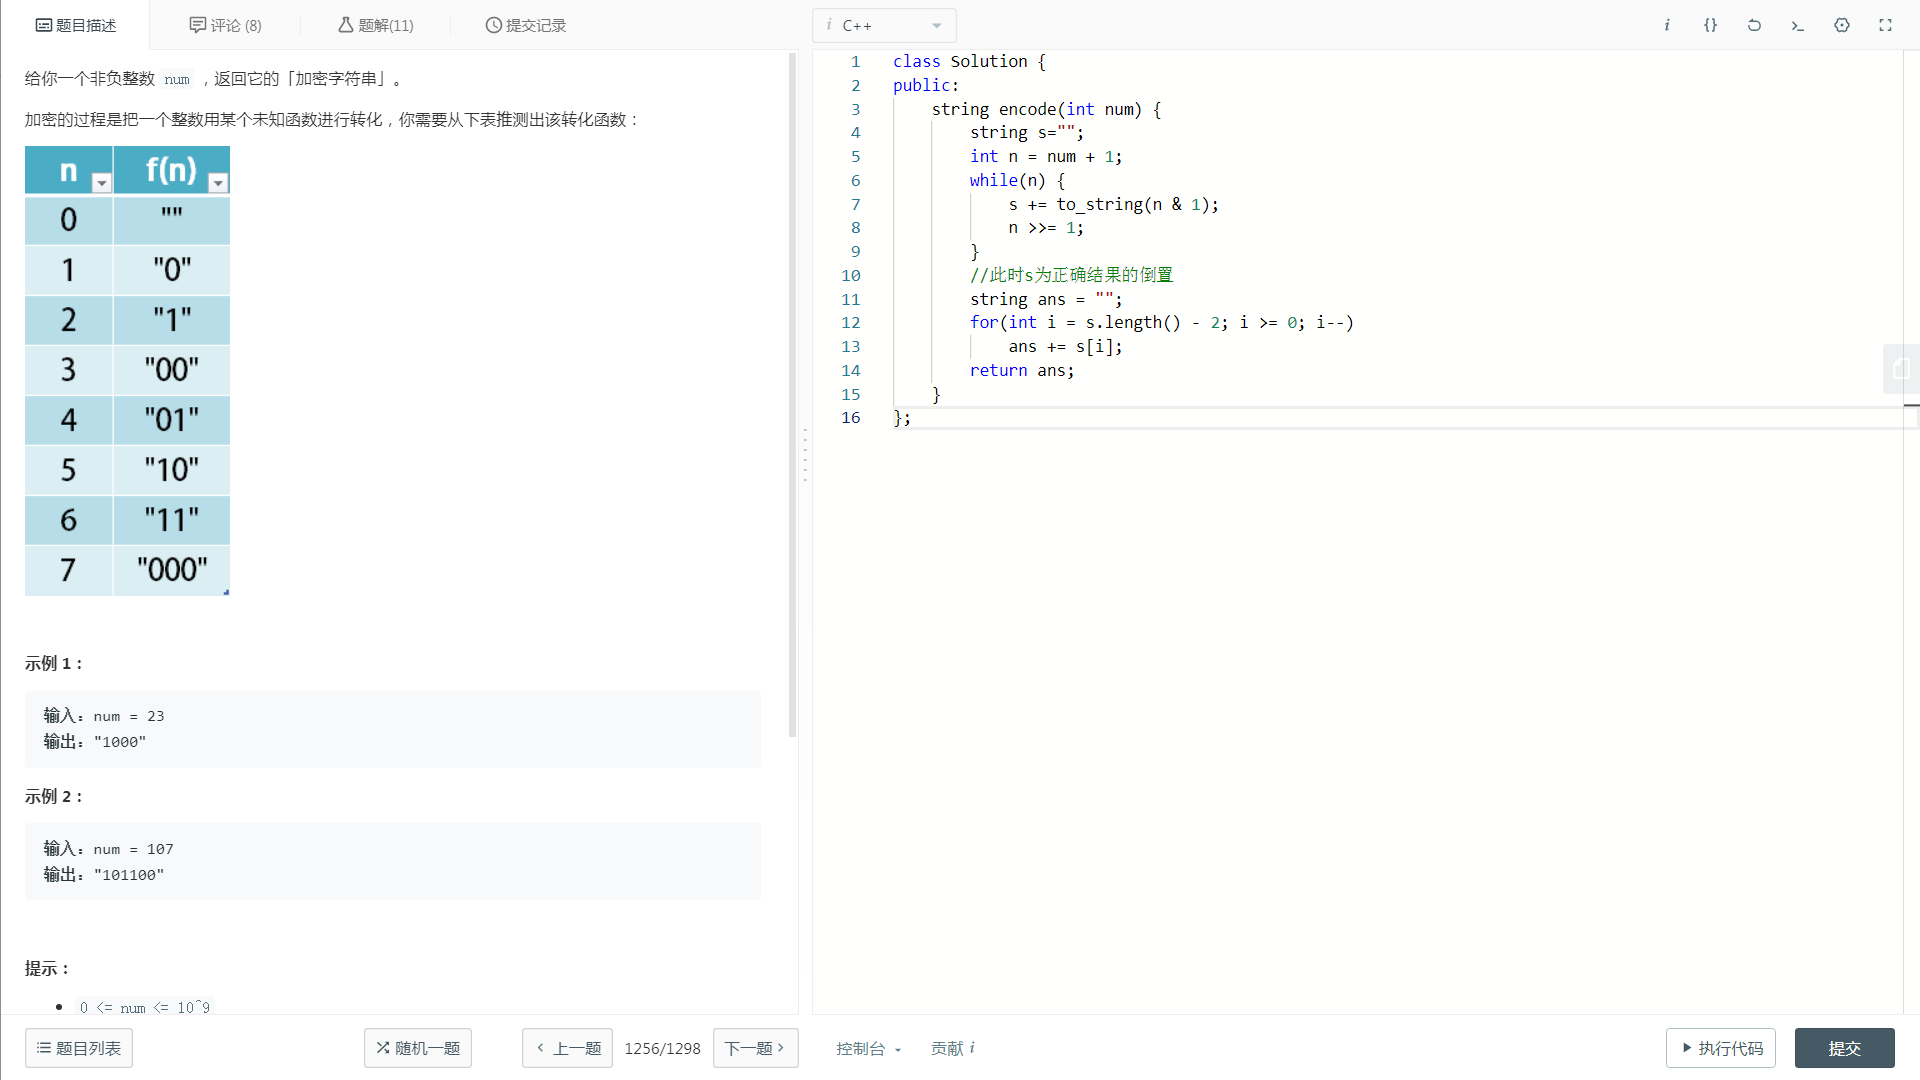 题目描述
评论 (8)
题解(11)
提交记录
给你一个非负整数 num ，返回它的「加密字符串」。
加密的过程是把一个整数用某个未知函数进行转化，你需要从下表推测出该转化函数：
n f(n)
0 ""
1 "0"
2 "1"
3 "00"
4 "01"
5 "10"
6 "11"
7 "000"
示例 1：
输入：num = 23
输出："1000"
示例 2：
输入：num = 107
输出："101100"
提示：
0 <= num <= 10^9
题目列表
随机一题
上一题
1256/1298
下一题
i C++
i {}
1 class Solution {
2 public:
3 string encode(int num) {
4 string s="";
5 int n = num + 1;
6 while(n) {
7 s += to_string(n & 1);
8 n >>= 1;
9 }
10 //此时s为正确结果的倒置
11 string ans = "";
12 for(int i = s.length() - 2; i >= 0; i--)
13 ans += s[i];
14 return ans;
15 }
16 };
控制台
贡献 i
执行代码
提交